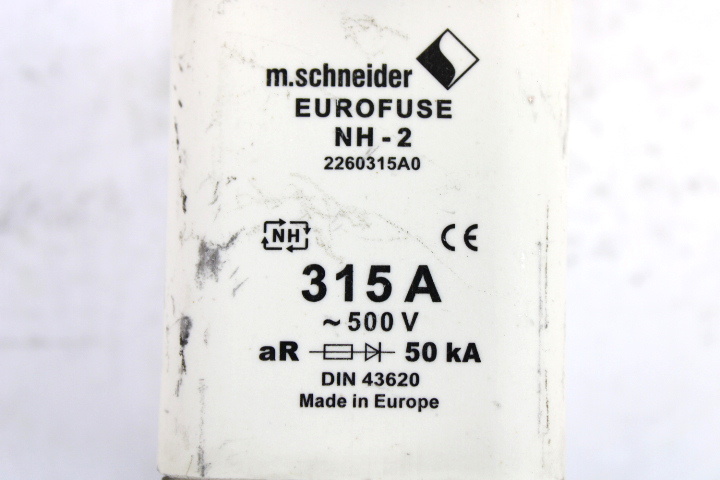 m.schneider
EUROFUSE
NH - 2
2260315A0
NH
CE
315 A
~ 500 V
aR 50 kA
DIN 43620
Made in Europe